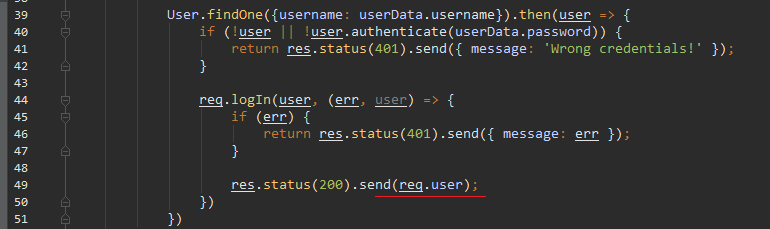 39 User.findOne({username: userData.username}).then(user => {
40 if (!user || !user.authenticate(userData.password)) {
41 return res.status(401).send({ message: 'Wrong credentials!' });
42 }
43
44 req.logIn(user, (err, user) => {
45 if (err) {
46 return res.status(401).send({ message: err });
47 }
48
49 res.status(200).send(req.user);
50 })
51 })